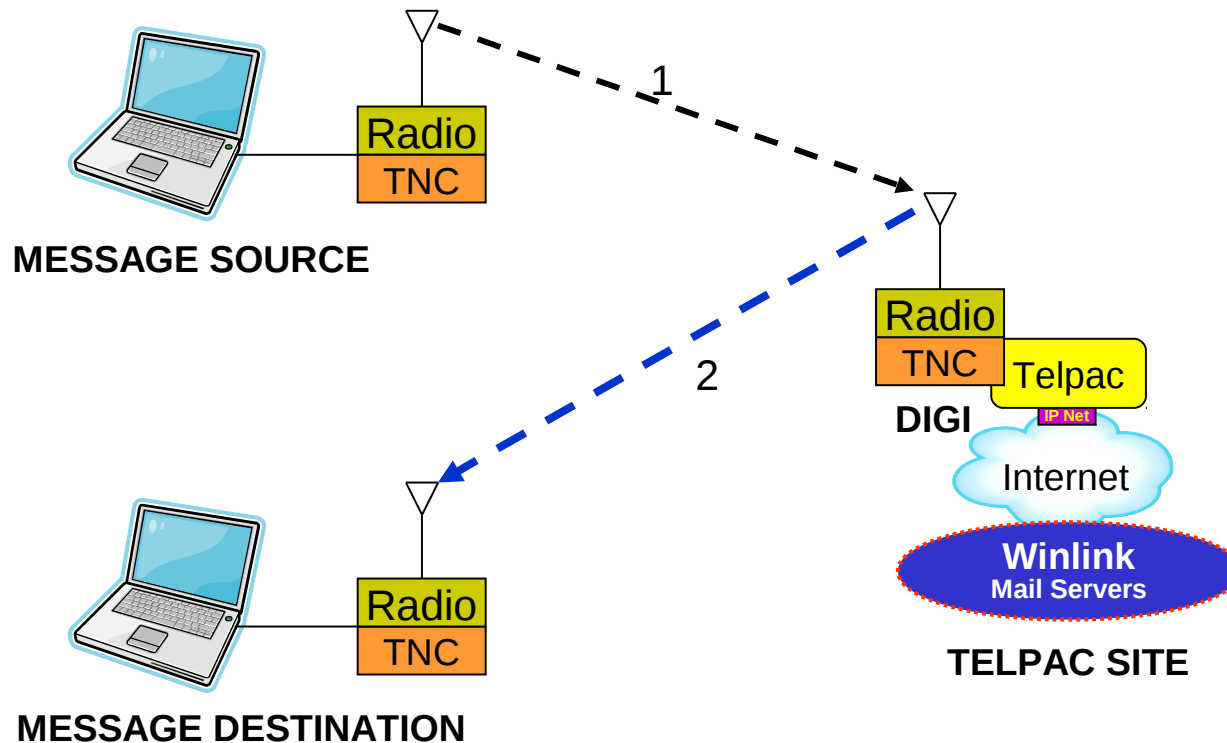 1
Radio
TNC
MESSAGE SOURCE
Radio
TNC
2
Telpac
DIGI
IP Net
Internet
Winlink
Mail Servers
Radio
TNC
TELPAC SITE
MESSAGE DESTINATION